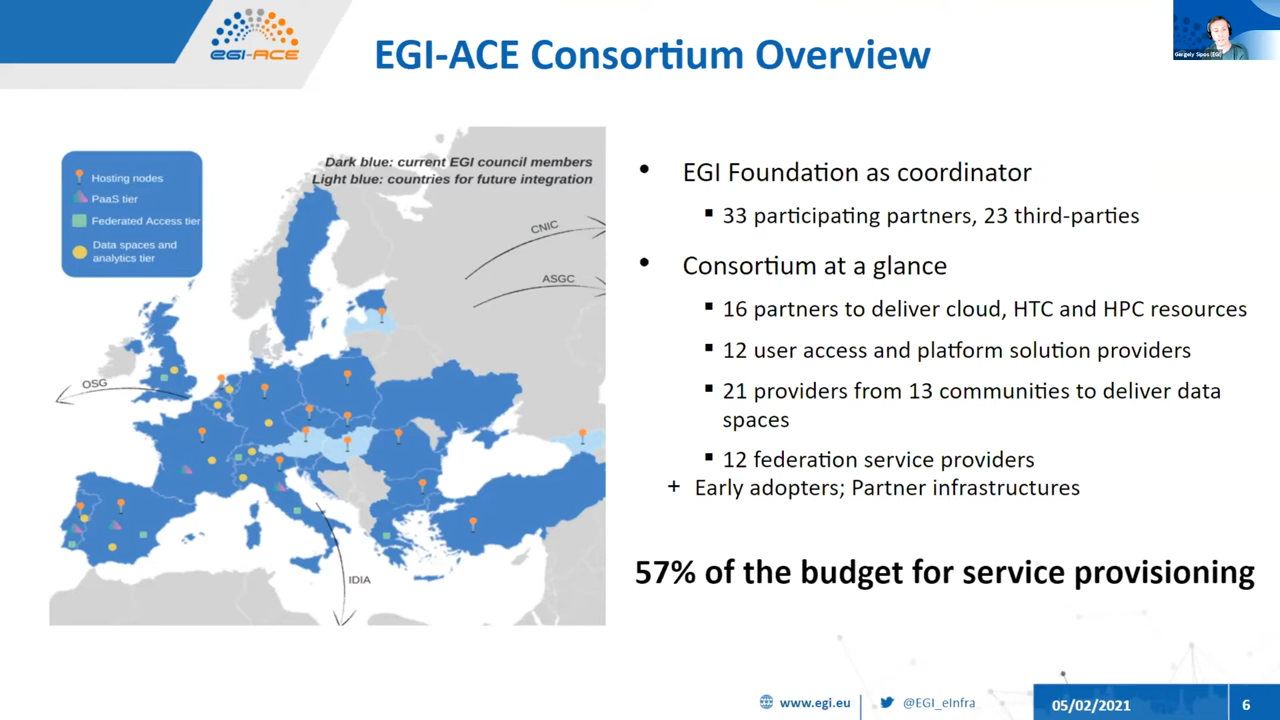 EGI-ACE
EGI-ACE Consortium Overview
Gergely Sipos (EGI)
Dark blue: current EGI council members
Light blue: countries for future integration
Hosting nodes
PaaS tier
Federated Access tier
Data spaces and
analytics tier
CNIC
ASGC
OSG
IDIA
• EGI Foundation as coordinator
▪ 33 participating partners, 23 third-parties
• Consortium at a glance
▪ 16 partners to deliver cloud, HTC and HPC resources
▪ 12 user access and platform solution providers
▪ 21 providers from 13 communities to deliver data
spaces
▪ 12 federation service providers
+ Early adopters; Partner infrastructures
57% of the budget for service provisioning
www.egi.eu
@EGI_eInfra
05/02/2021
6